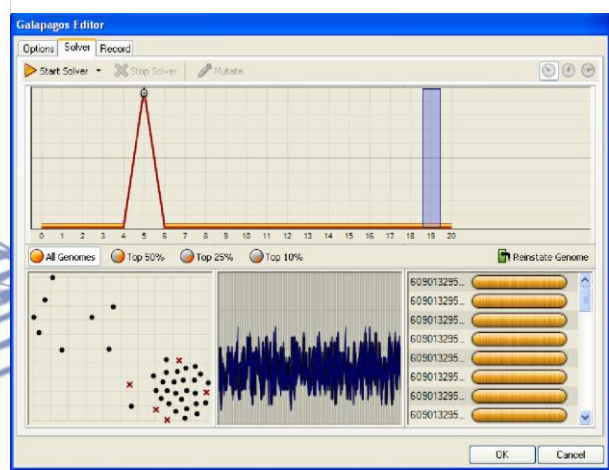 Galapagos Editor
Options Solver Record
Start Solver Stop Solver Mutate
0 1 2 3 4 5 6 7 8 9 10 11 12 13 14 15 16 17 18 19 20
All Genomes Top 50% Top 25% Top 10% Reinstate Genome
609013295...
609013295...
609013295...
609013295...
609013295...
609013295...
609013295...
609013295...
OK Cancel